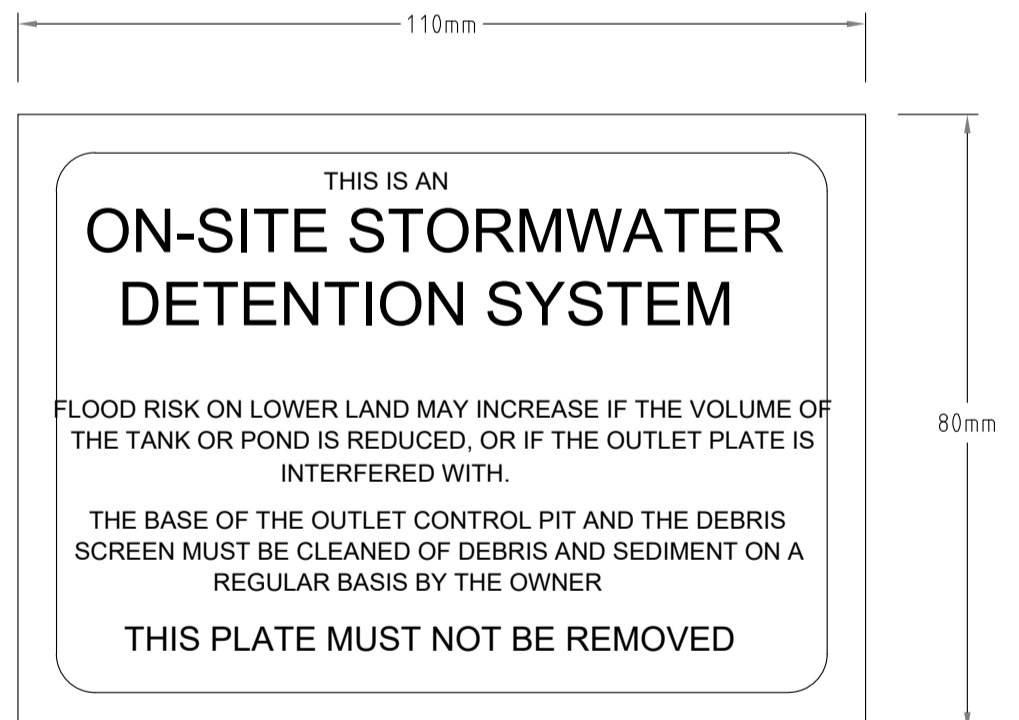 110mm
THIS IS AN
ON-SITE STORMWATER
DETENTION SYSTEM
FLOOD RISK ON LOWER LAND MAY INCREASE IF THE VOLUME OF
THE TANK OR POND IS REDUCED, OR IF THE OUTLET PLATE IS
INTERFERED WITH.
80mm
THE BASE OF THE OUTLET CONTROL PIT AND THE DEBRIS
SCREEN MUST BE CLEANED OF DEBRIS AND SEDIMENT ON A
REGULAR BASIS BY THE OWNER
THIS PLATE MUST NOT BE REMOVED